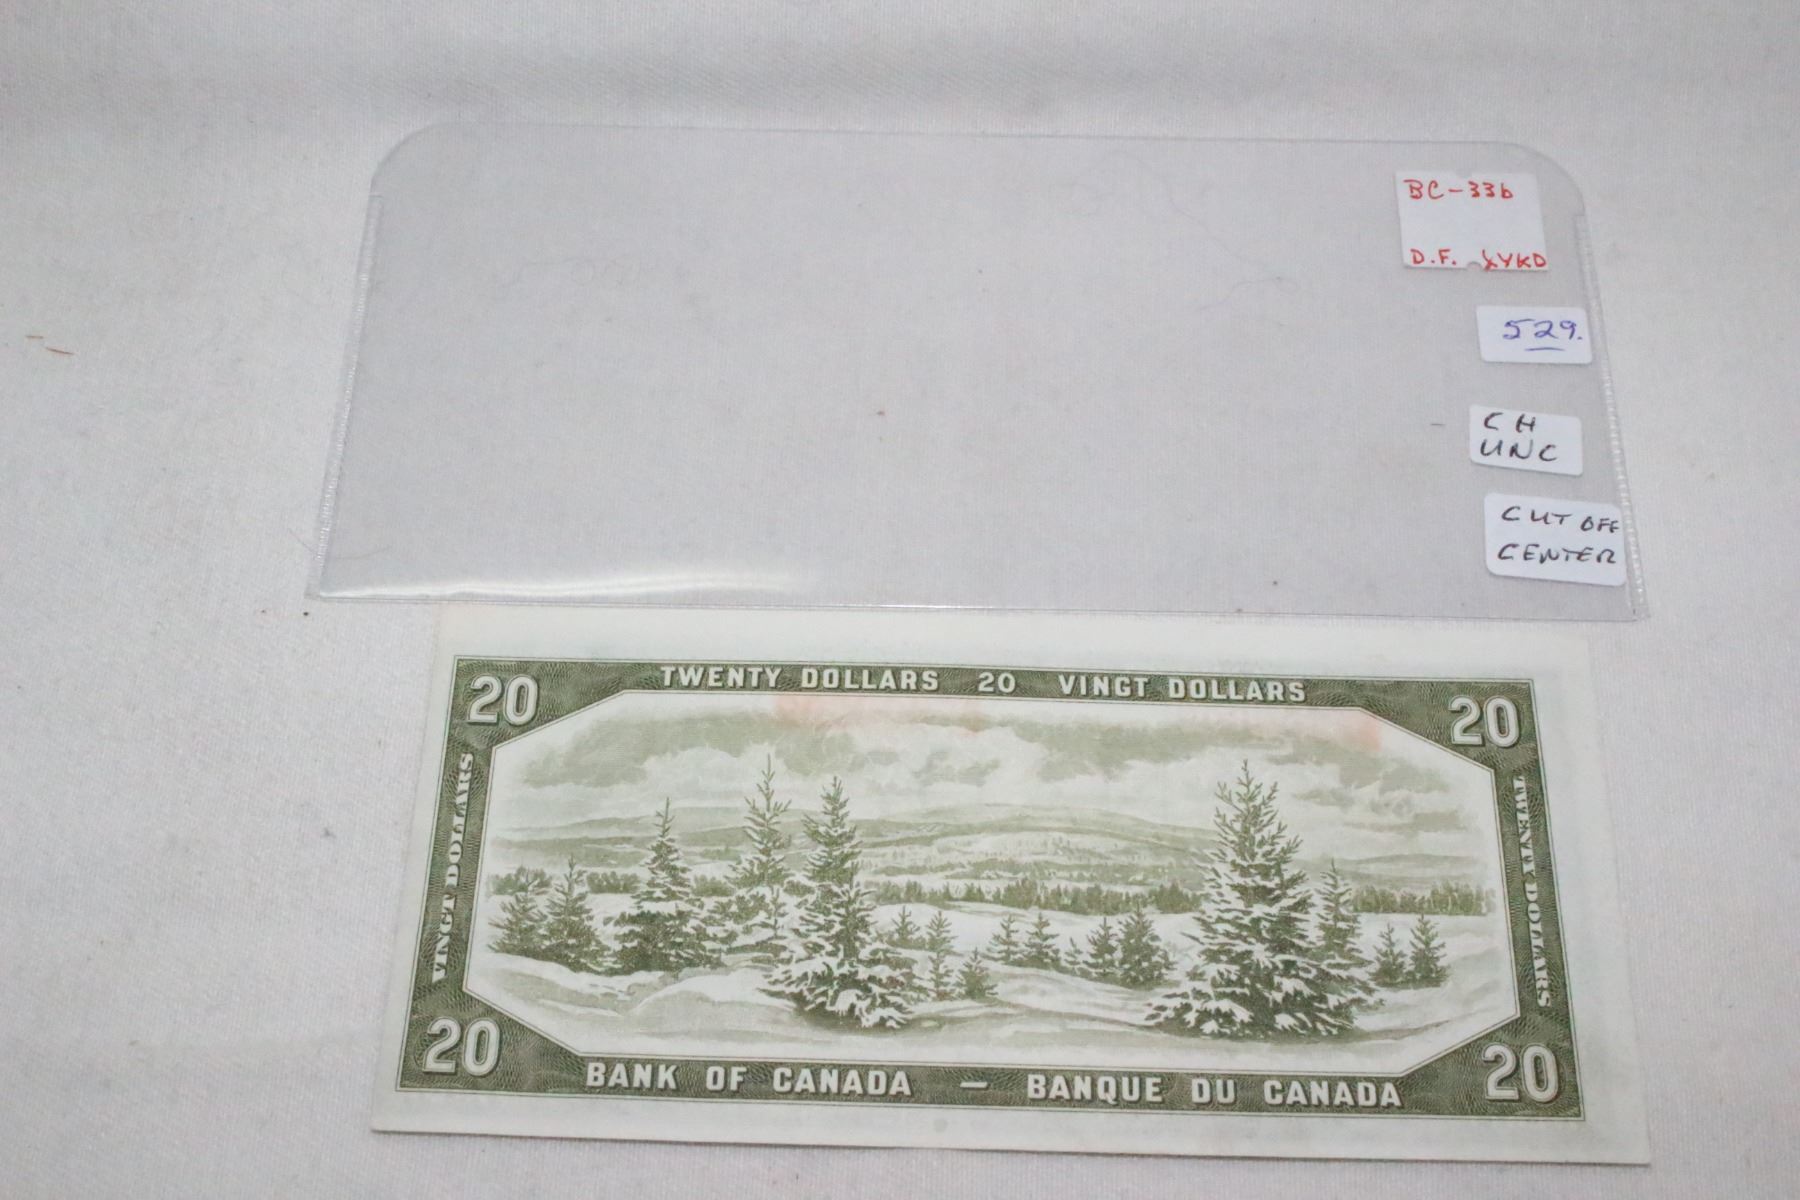 BC-33b
D.F.
529.
CH
UNC
CUT OFF
CENTER
TWENTY DOLLARS 20 VINGT DOLLARS
20
20
VINGT DOLLARS
TWENTY DOLLARS
20
20
BANK OF CANADA — BANQUE DU CANADA